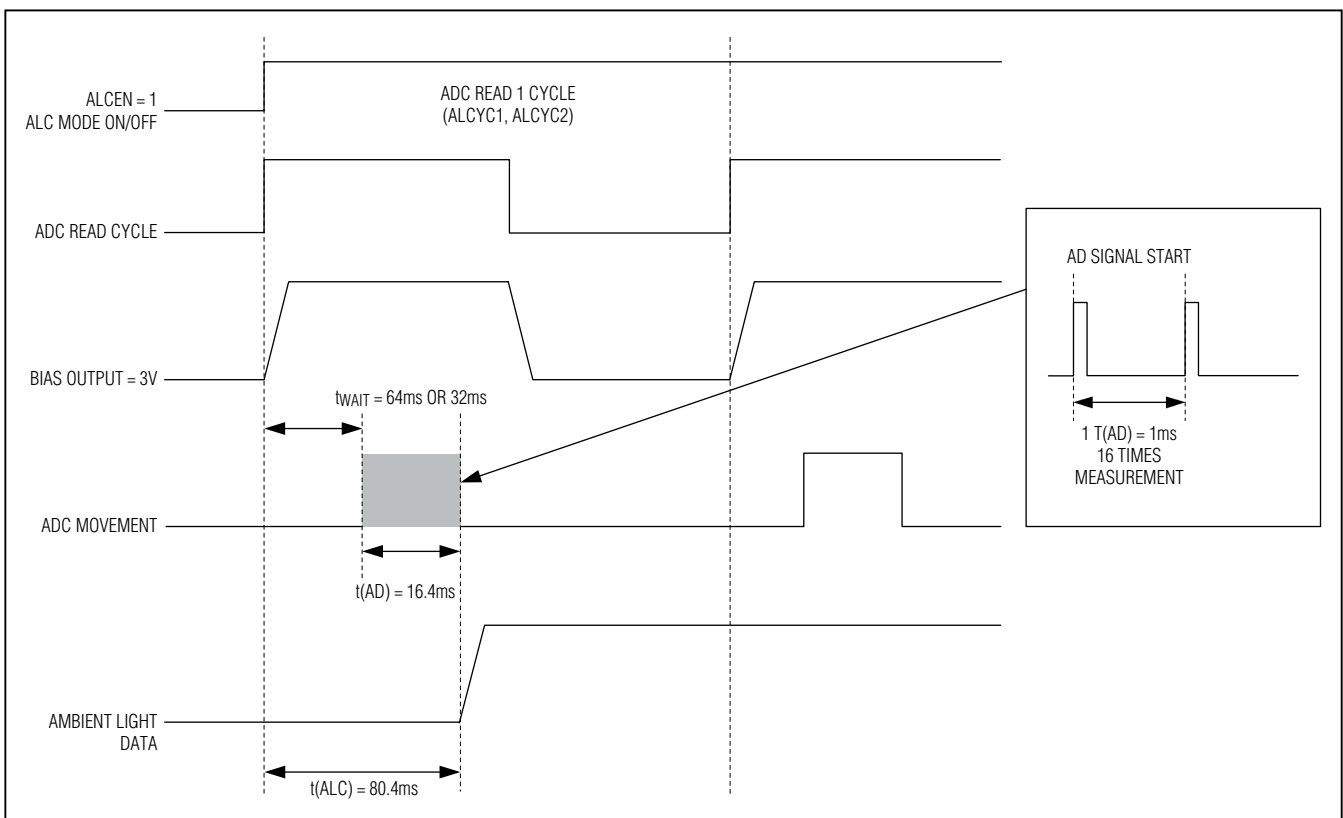 ALCEN = 1
ALC MODE ON/OFF
ADC READ 1 CYCLE
(ALCYC1, ALCYC2)
ADC READ CYCLE
AD SIGNAL START
BIAS OUTPUT = 3V
tWAIT = 64ms OR 32ms
1 T(AD) = 1ms
16 TIMES
MEASUREMENT
ADC MOVEMENT
t(AD) = 16.4ms
AMBIENT LIGHT
DATA
t(ALC) = 80.4ms